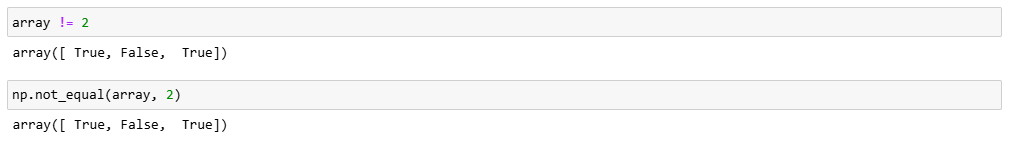 array != 2
array([ True, False,  True])
np.not_equal(array, 2)
array([ True, False,  True])